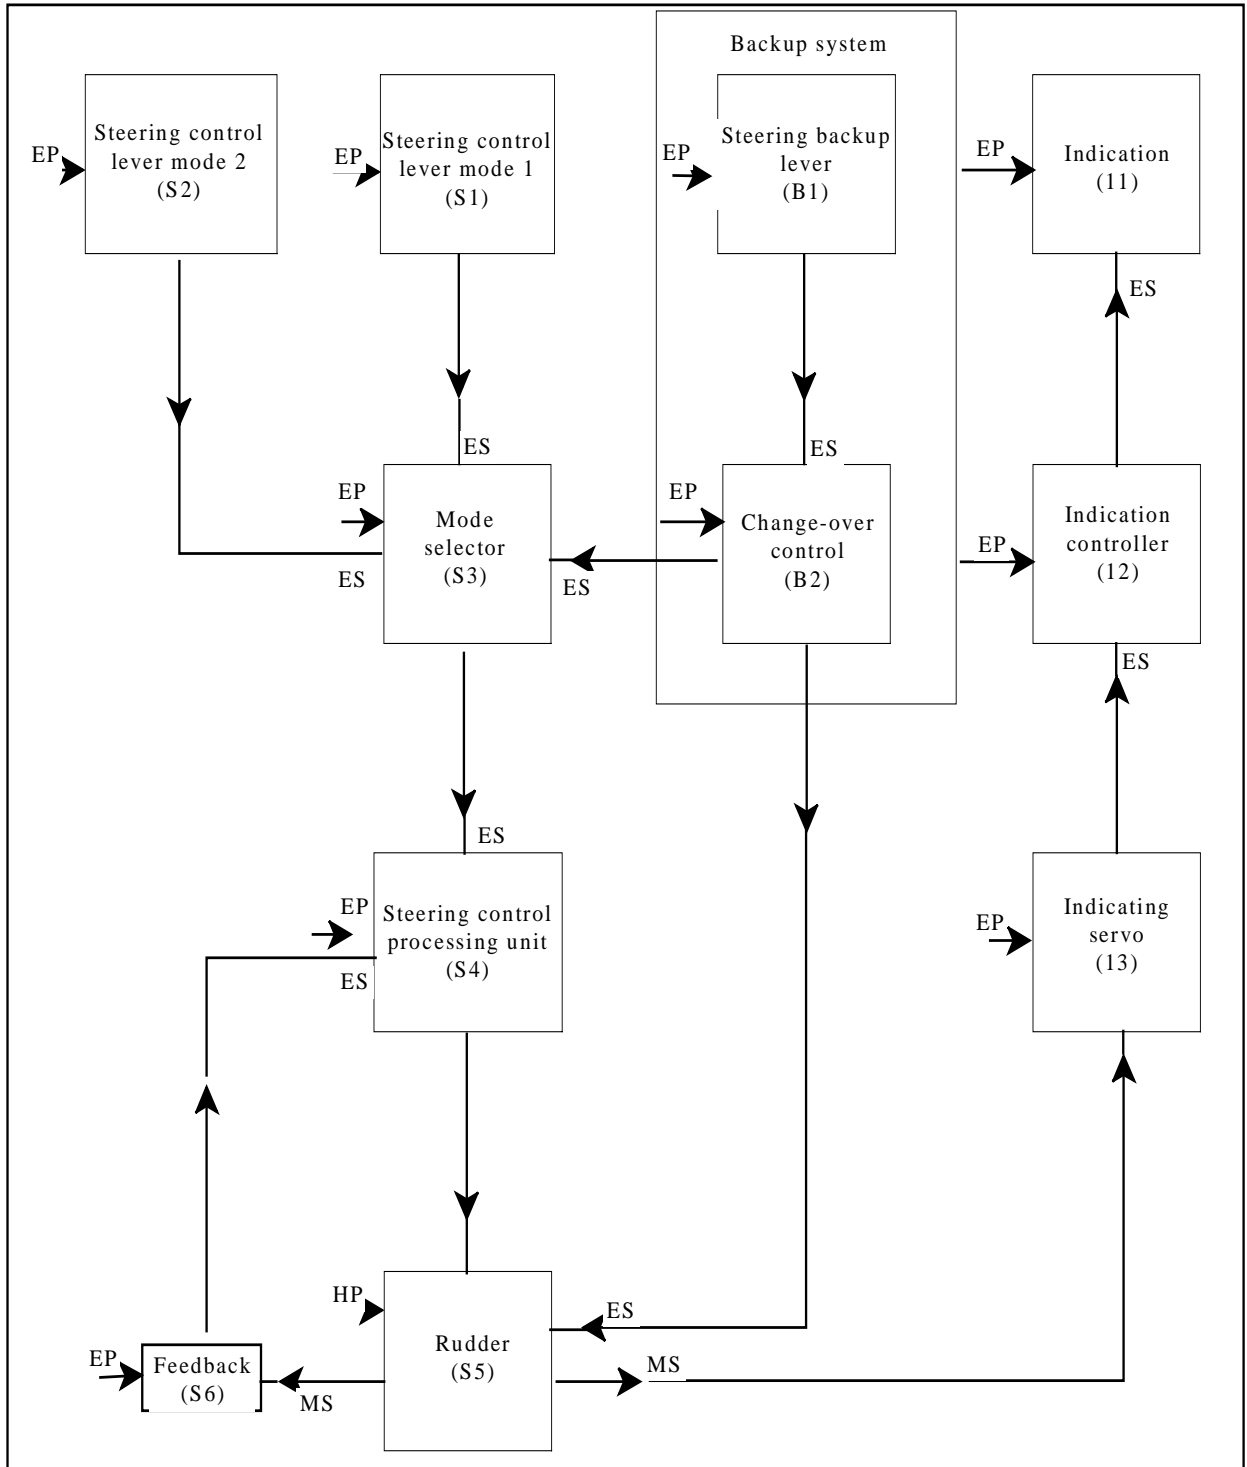 Backup system
EP
Steering control
lever mode 2
(S2)
EP
Steering control
lever mode 1
(S1)
EP
Steering backup
lever
(B1)
EP
Indication
(11)
ES
ES
ES
EP
Mode
selector
(S3)
ES
EP
Change-over
control
(B2)
ES
EP
Indication
controller
(12)
ES
ES
EP
Steering control
processing unit
(S4)
ES
EP
Indicating
servo
(13)
HP
Rudder
(S5)
ES
MS
EP
Feedback
(S6)
MS